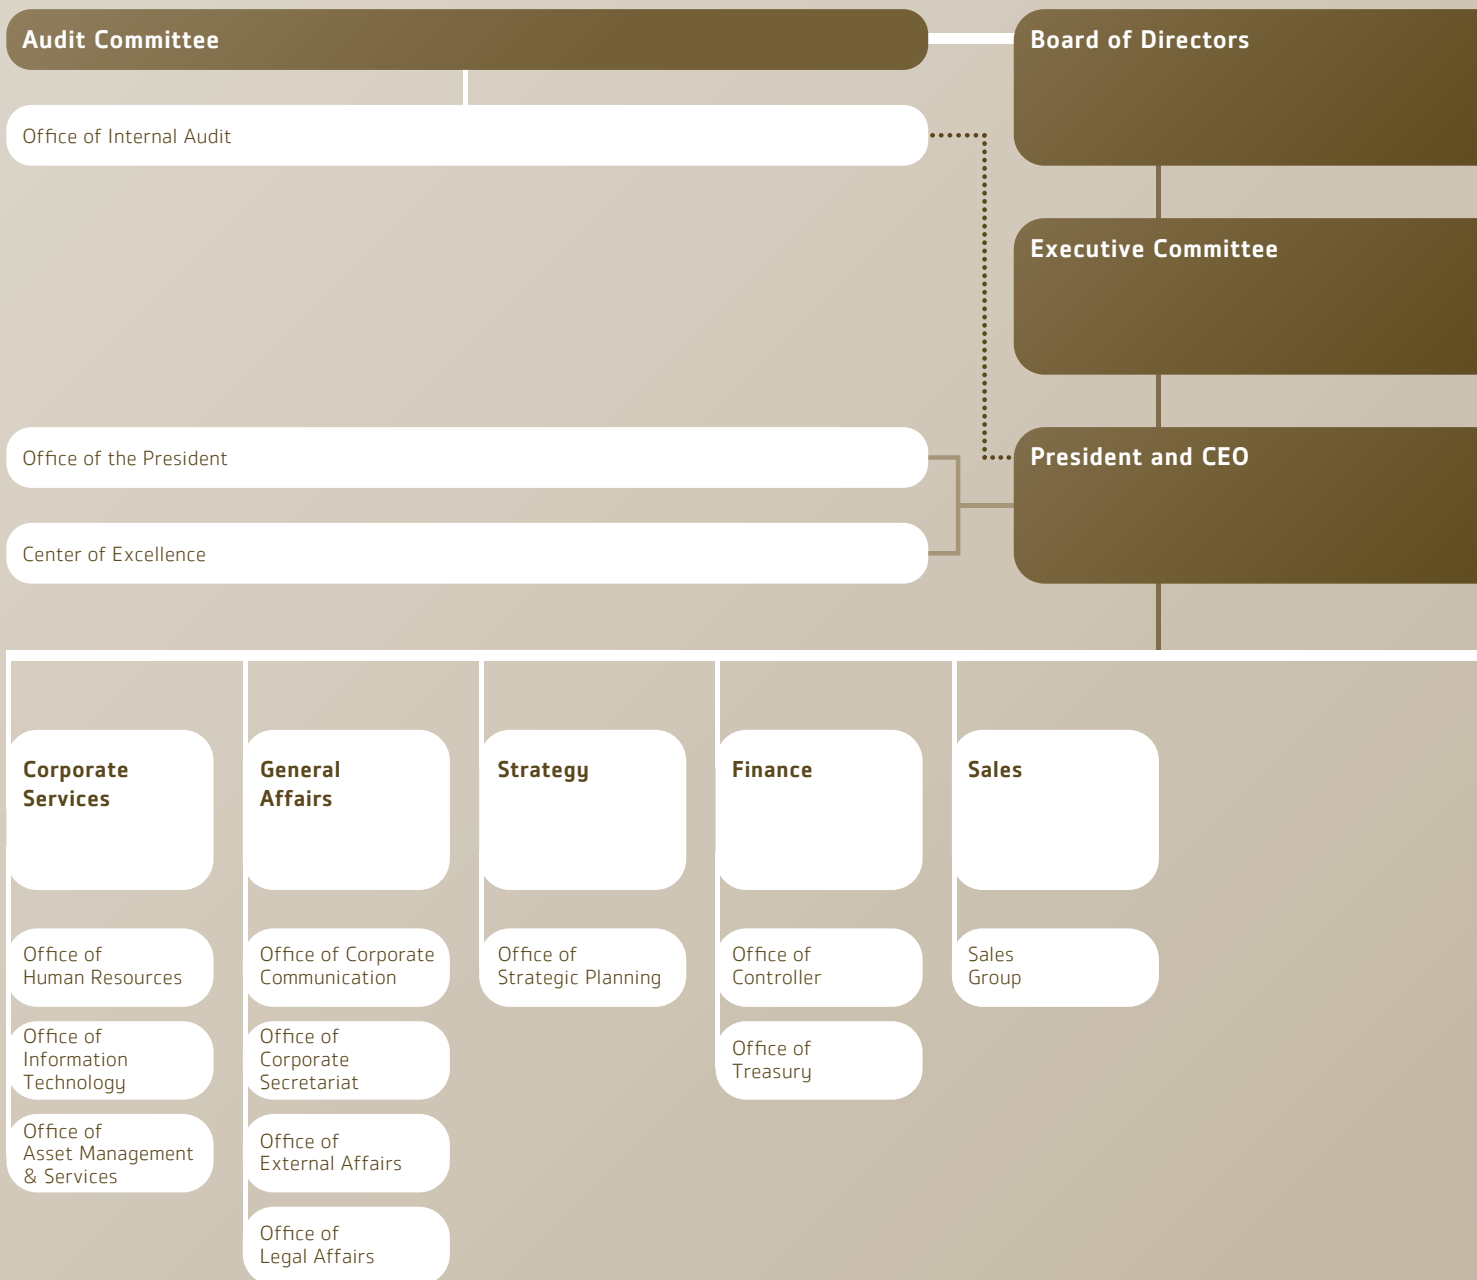 Audit Committee
Board of Directors
Office of Internal Audit
Executive Committee
Office of the President
President and CEO
Center of Excellence
Corporate
Services
General
Affairs
Strategy
Finance
Sales
Office of
Human Resources
Office of Corporate
Communication
Office of
Strategic Planning
Office of
Controller
Sales
Group
Office of
Information
Technology
Office of
Corporate
Secretariat
Office of
Treasury
Office of
Asset Management
& Services
Office of
External Affairs
Office of
Legal Affairs